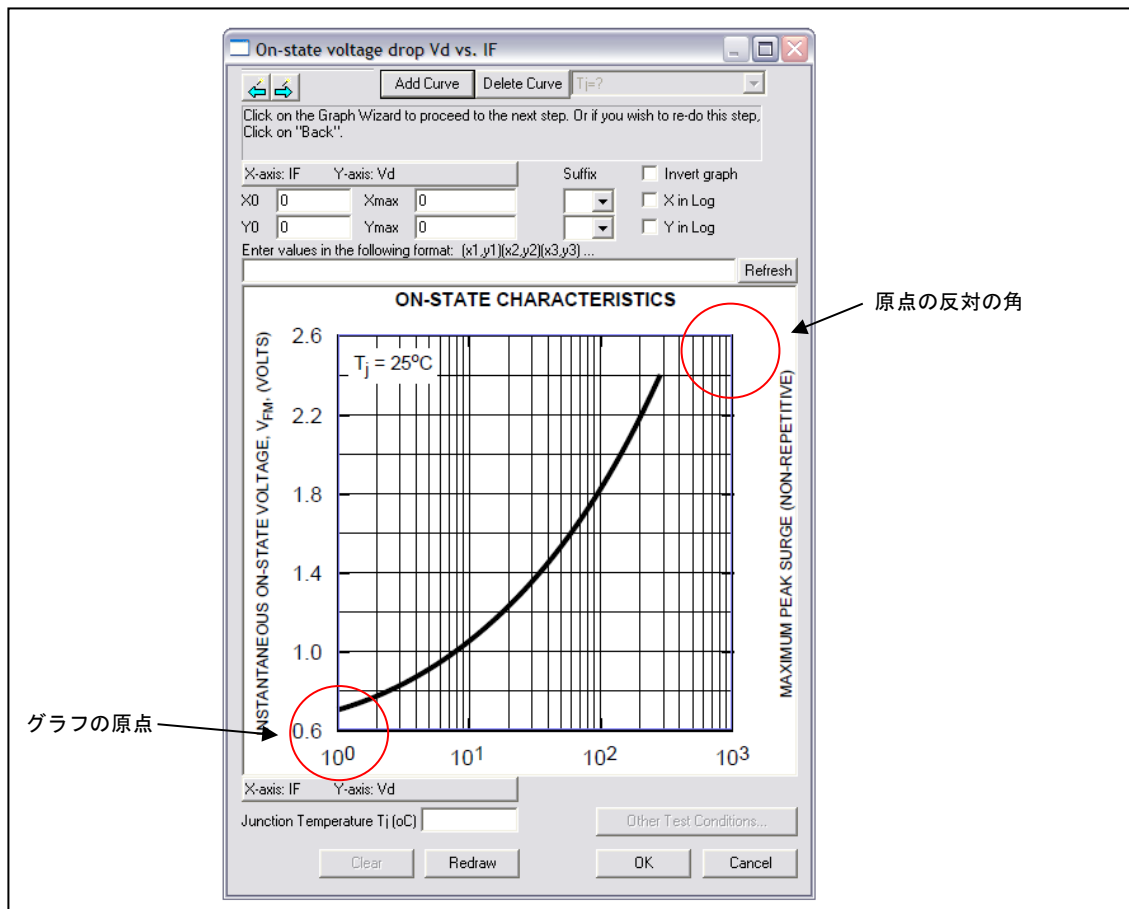 On-state voltage drop Vd vs. IF
Add Curve Delete Curve Tj=?
Click on the Graph Wizard to proceed to the next step. Or if you wish to re-do this step,
Click on "Back".
X-axis: IF Y-axis: Vd Suffix Invert graph
X0 0 Xmax 0 X in Log
Y0 0 Ymax 0 Y in Log
Enter values in the following format: (x1,y1)(x2,y2)(x3,y3) ...
Refresh
ON-STATE CHARACTERISTICS
原点の反対の角
INSTANTANEOUS ON-STATE VOLTAGE, VFM, (VOLTS)
2.6
2.2
1.8
1.4
1.0
0.6
Tj = 25ºC
MAXIMUM PEAK SURGE (NON-REPETITIVE)
グラフの原点
10⁰ 10¹ 10² 10³
X-axis: IF Y-axis: Vd
Junction Temperature Tj (oC) Other Test Conditions...
Clear Redraw OK Cancel